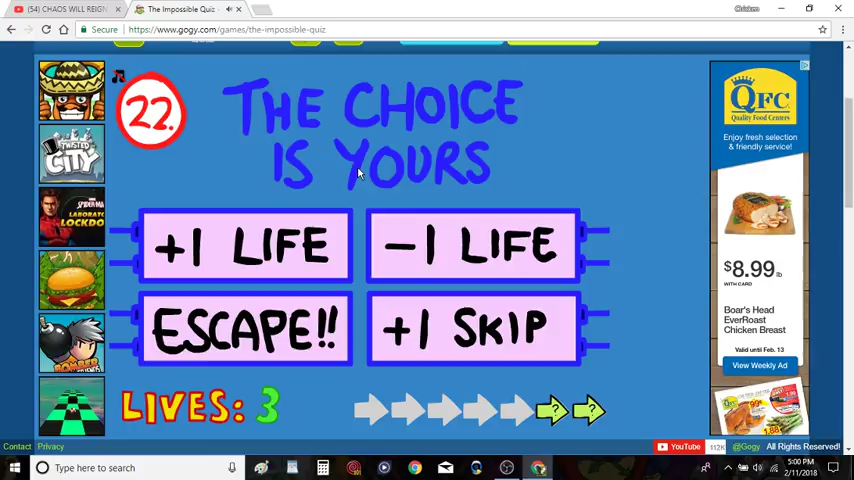 (54) CHAOS WILL REIGN
The Impossible Quiz
Secure
https://www.gogy.com/games/the-impossible-quiz
22.
THE CHOICE
IS YOURS
+1 LIFE
-1 LIFE
ESCAPE!!
+1 SKIP
LIVES: 3
? ?
TWISTED
CITY
SPIDER-MAN
LABORATORY
LOCKDOWN
BOMBER
FRIENDS
QFC
Quality Food Centers
Enjoy fresh selection
& friendly service!
$8.99 lb
WITH CARD
Boar's Head
EverRoast
Chicken Breast
Price valid until Feb. 13
View Weekly Ad
QFC
Contact Privacy
YouTube 112K @Gogy All Rights Reserved!
Type here to search
5:00 PM
2/11/2018